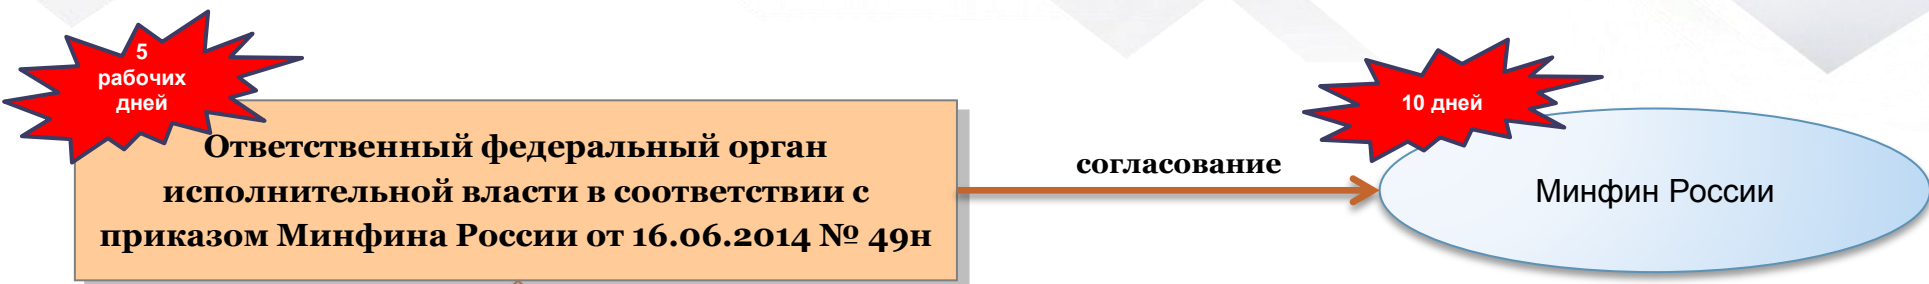 5
рабочих
дней
Ответственный федеральный орган
исполнительной власти в соответствии с
приказом Минфина России от 16.06.2014 № 49н
согласование
10 дней
Минфин России